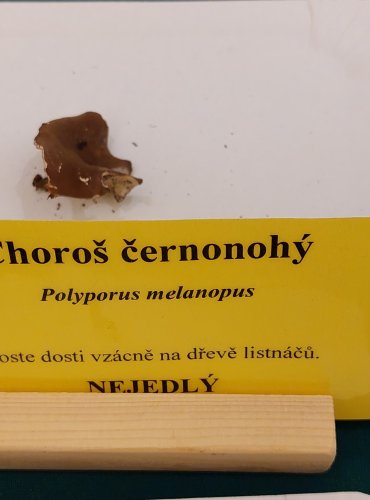 Choroš černonohý
Polyporus melanopus
oste dosti vzácně na dřevě listnáčů.
NEJEDLÝ